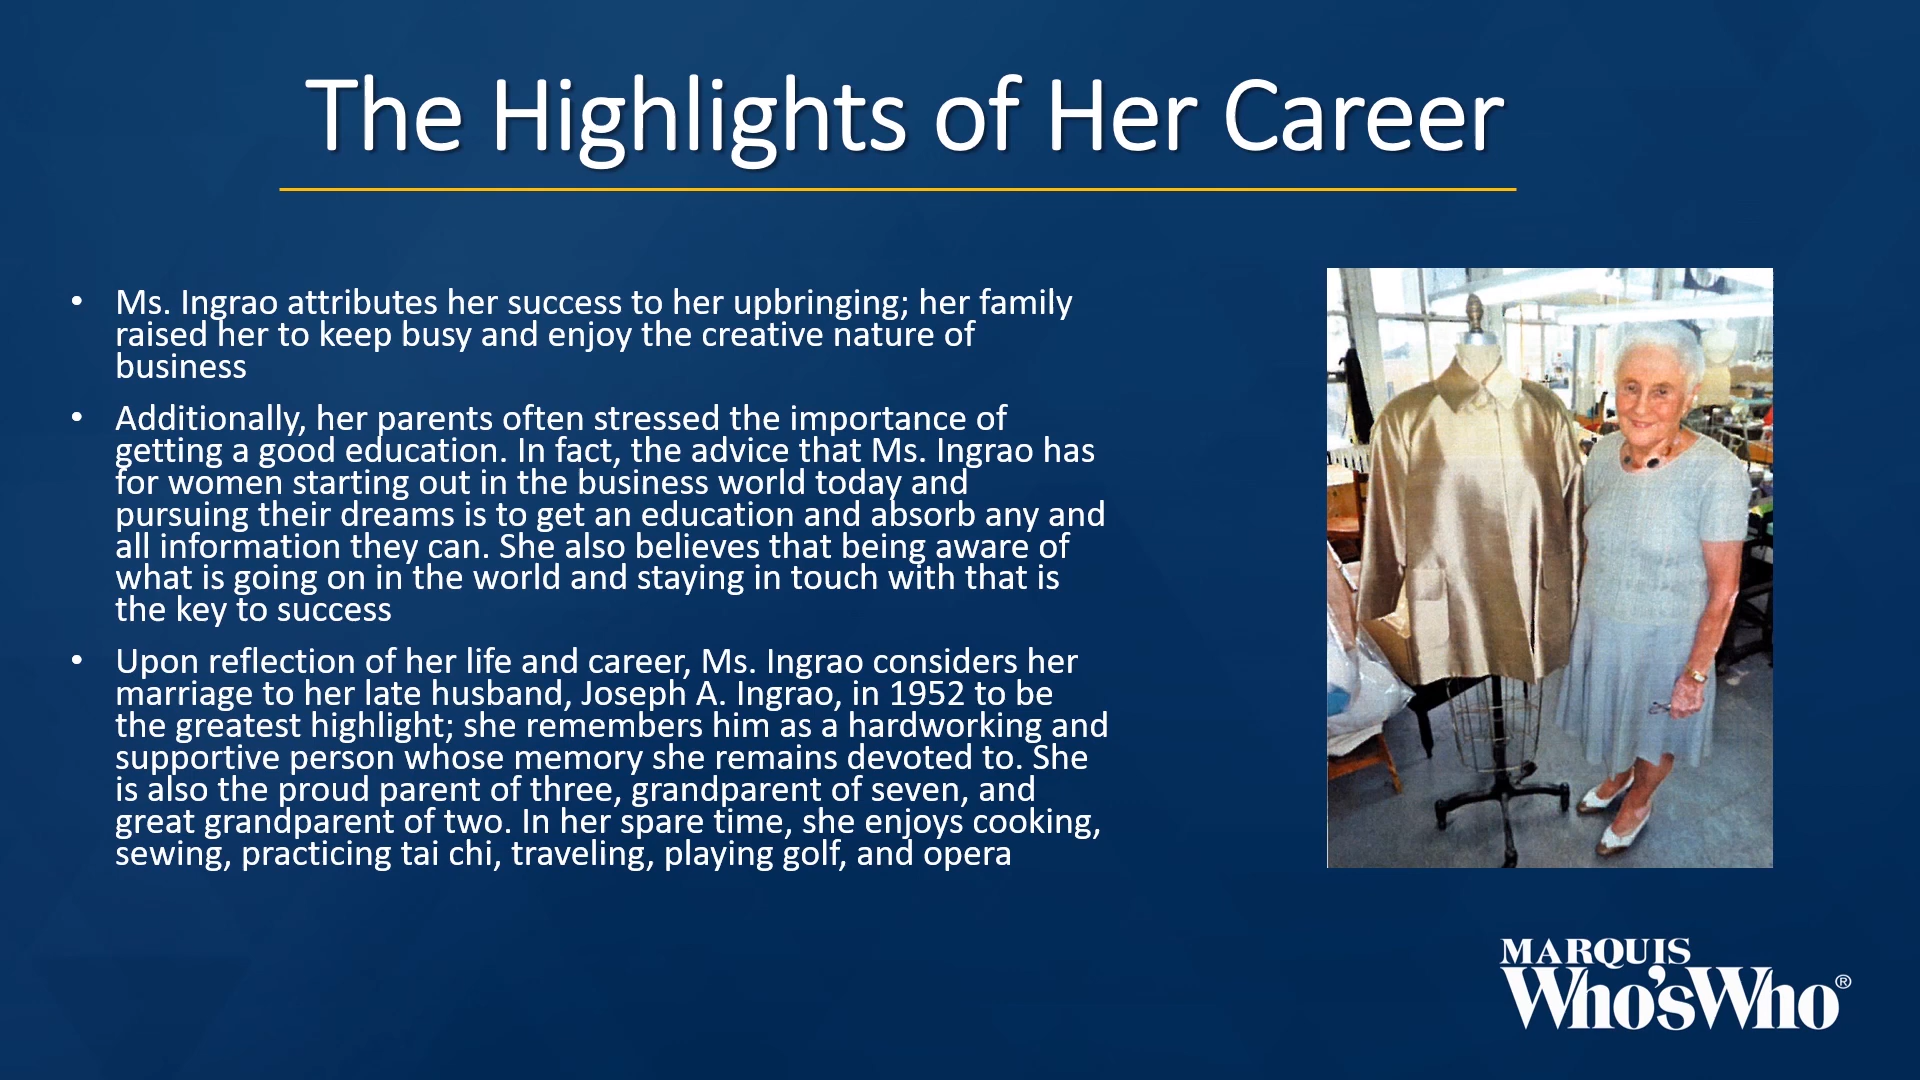 The Highlights of Her Career
• Ms. Ingrao attributes her success to her upbringing; her family
raised her to keep busy and enjoy the creative nature of
business
• Additionally, her parents often stressed the importance of
getting a good education. In fact, the advice that Ms. Ingrao has
for women starting out in the business world today and
pursuing their dreams is to get an education and absorb any and
all information they can. She also believes that being aware of
what is going on in the world and staying in touch with that is
the key to success
• Upon reflection of her life and career, Ms. Ingrao considers her
marriage to her late husband, Joseph A. Ingrao, in 1952 to be
the greatest highlight; she remembers him as a hardworking and
supportive person whose memory she remains devoted to. She
is also the proud parent of three, grandparent of seven, and
great grandparent of two. In her spare time, she enjoys cooking,
sewing, practicing tai chi, traveling, playing golf, and opera
MARQUIS
Who'sWho®